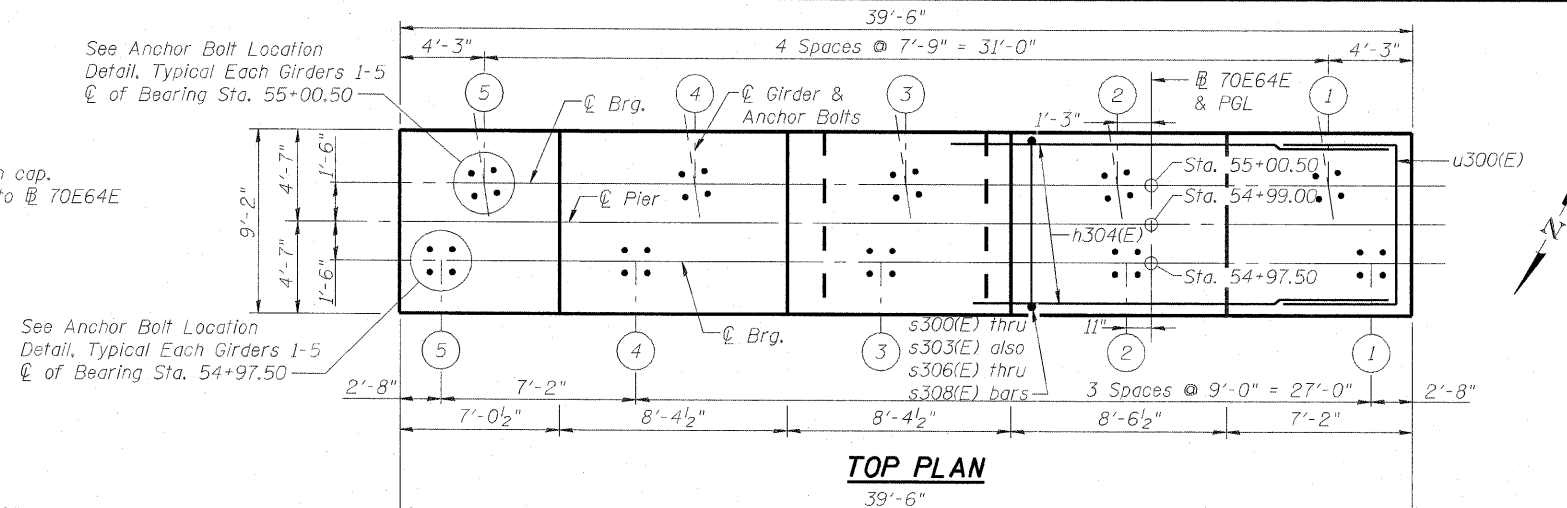 39'-6"
See Anchor Bolt Location
Detail, Typical Each Girders 1-5
℄ of Bearing Sta. 55+00.50
4'-3"
4 Spaces @ 7'-9" = 31'-0"
4'-3"
5
4
3
2
1
℄ Brg.
℄ Girder &
Anchor Bolts
70E64E
& PGL
1'-3"
n cap.
to 70E64E
9'-2"
4'-7"
4'-7"
1'-6"
1'-6"
℄ Pier
h304(E)
Sta. 55+00.50
Sta. 54+99.00
Sta. 54+97.50
u300(E)
N
See Anchor Bolt Location
Detail, Typical Each Girders 1-5
℄ of Bearing Sta. 54+97.50
℄ Brg.
5
4
3
2
1
s300(E) thru
s303(E) also
s306(E) thru
s308(E) bars
11"
2'-8"
7'-2"
3 Spaces @ 9'-0" = 27'-0"
2'-8"
7'-0½"
8'-4½"
8'-4½"
8'-6½"
7'-2"
TOP PLAN
39'-6"